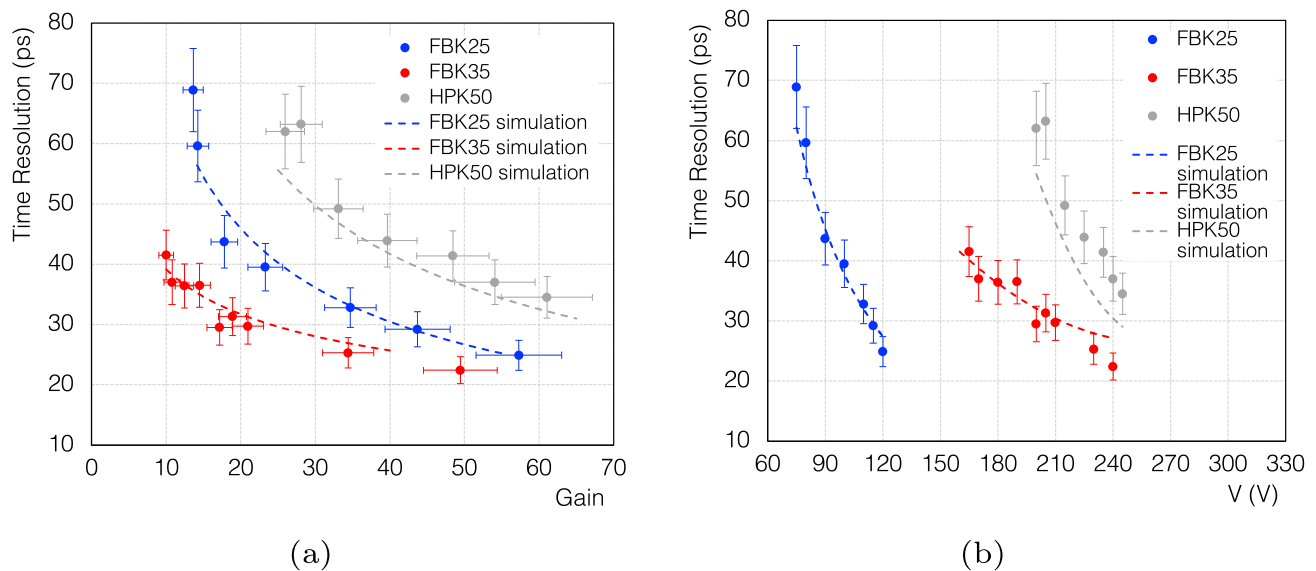 Time Resolution (ps)
80
70
60
50
40
30
20
10
0
10
20
30
40
50
60
70
Gain
FBK25
FBK35
HPK50
FBK25 simulation
FBK35 simulation
HPK50 simulation
(a)
Time Resolution (ps)
80
70
60
50
40
30
20
10
60
90
120
150
180
210
240
270
300
330
V (V)
FBK25
FBK35
HPK50
FBK25
simulation
FBK35
simulation
HPK50
simulation
(b)